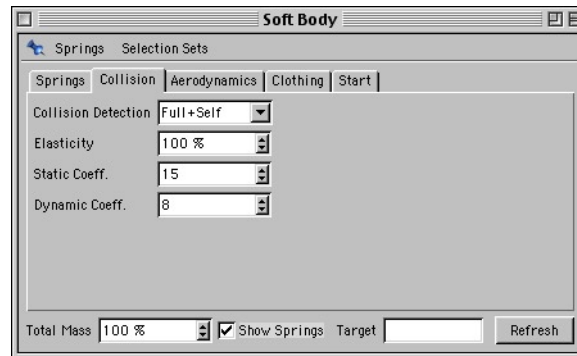 Soft Body
Springs Selection Sets
Springs Collision Aerodynamics Clothing Start
Collision Detection Full+Self
Elasticity 100 %
Static Coeff. 15
Dynamic Coeff. 8
Total Mass 100 % Show Springs Target Refresh